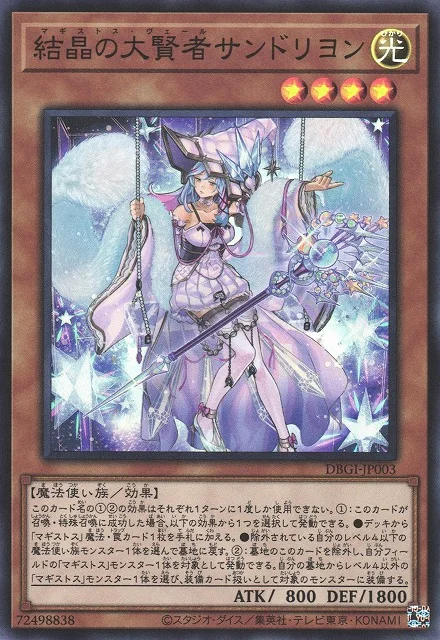 マギストス・ヴェール
結晶の大賢者サンドリヨン
ひかり
光
DBGI-JP003
【魔法使い族／効果】
このカード名の①②の効果はそれぞれ1ターンに1度しか使用できない。①：このカードが
召喚・特殊召喚に成功した場合、以下の効果から1つを選択して発動できる。●デッキから
「マギストス」魔法・罠カード1枚を手札に加える。●除外されている自分のレベル4以下の
魔法使い族モンスター1体を選んで墓地に戻す。②：墓地のこのカードを除外し、自分フィー
ルドの「マギストス」モンスター1体を対象として発動できる。自分の墓地からレベル4以外の
「マギストス」モンスター1体を選び、装備カード扱いとして対象のモンスターに装備する。
ATK/ 800 DEF/1800
72498838
©スタジオ・ダイス／集英社・テレビ東京・KONAMI